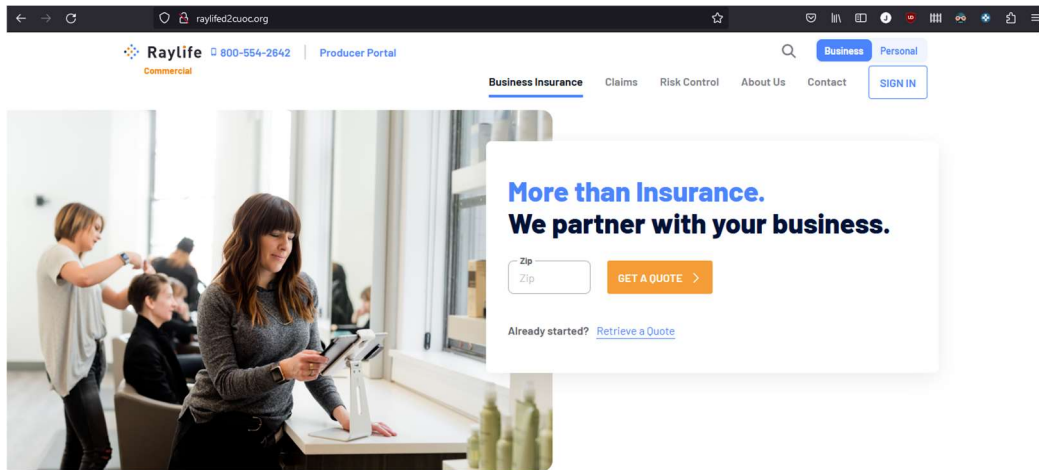 raylifed2cuoc.org
Raylife 800-554-2642 Producer Portal
Commercial
Business Personal
Business Insurance Claims Risk Control About Us Contact SIGN IN
More than Insurance.
We partner with your business.
Zip
Zip
GET A QUOTE >
Already started? Retrieve a Quote